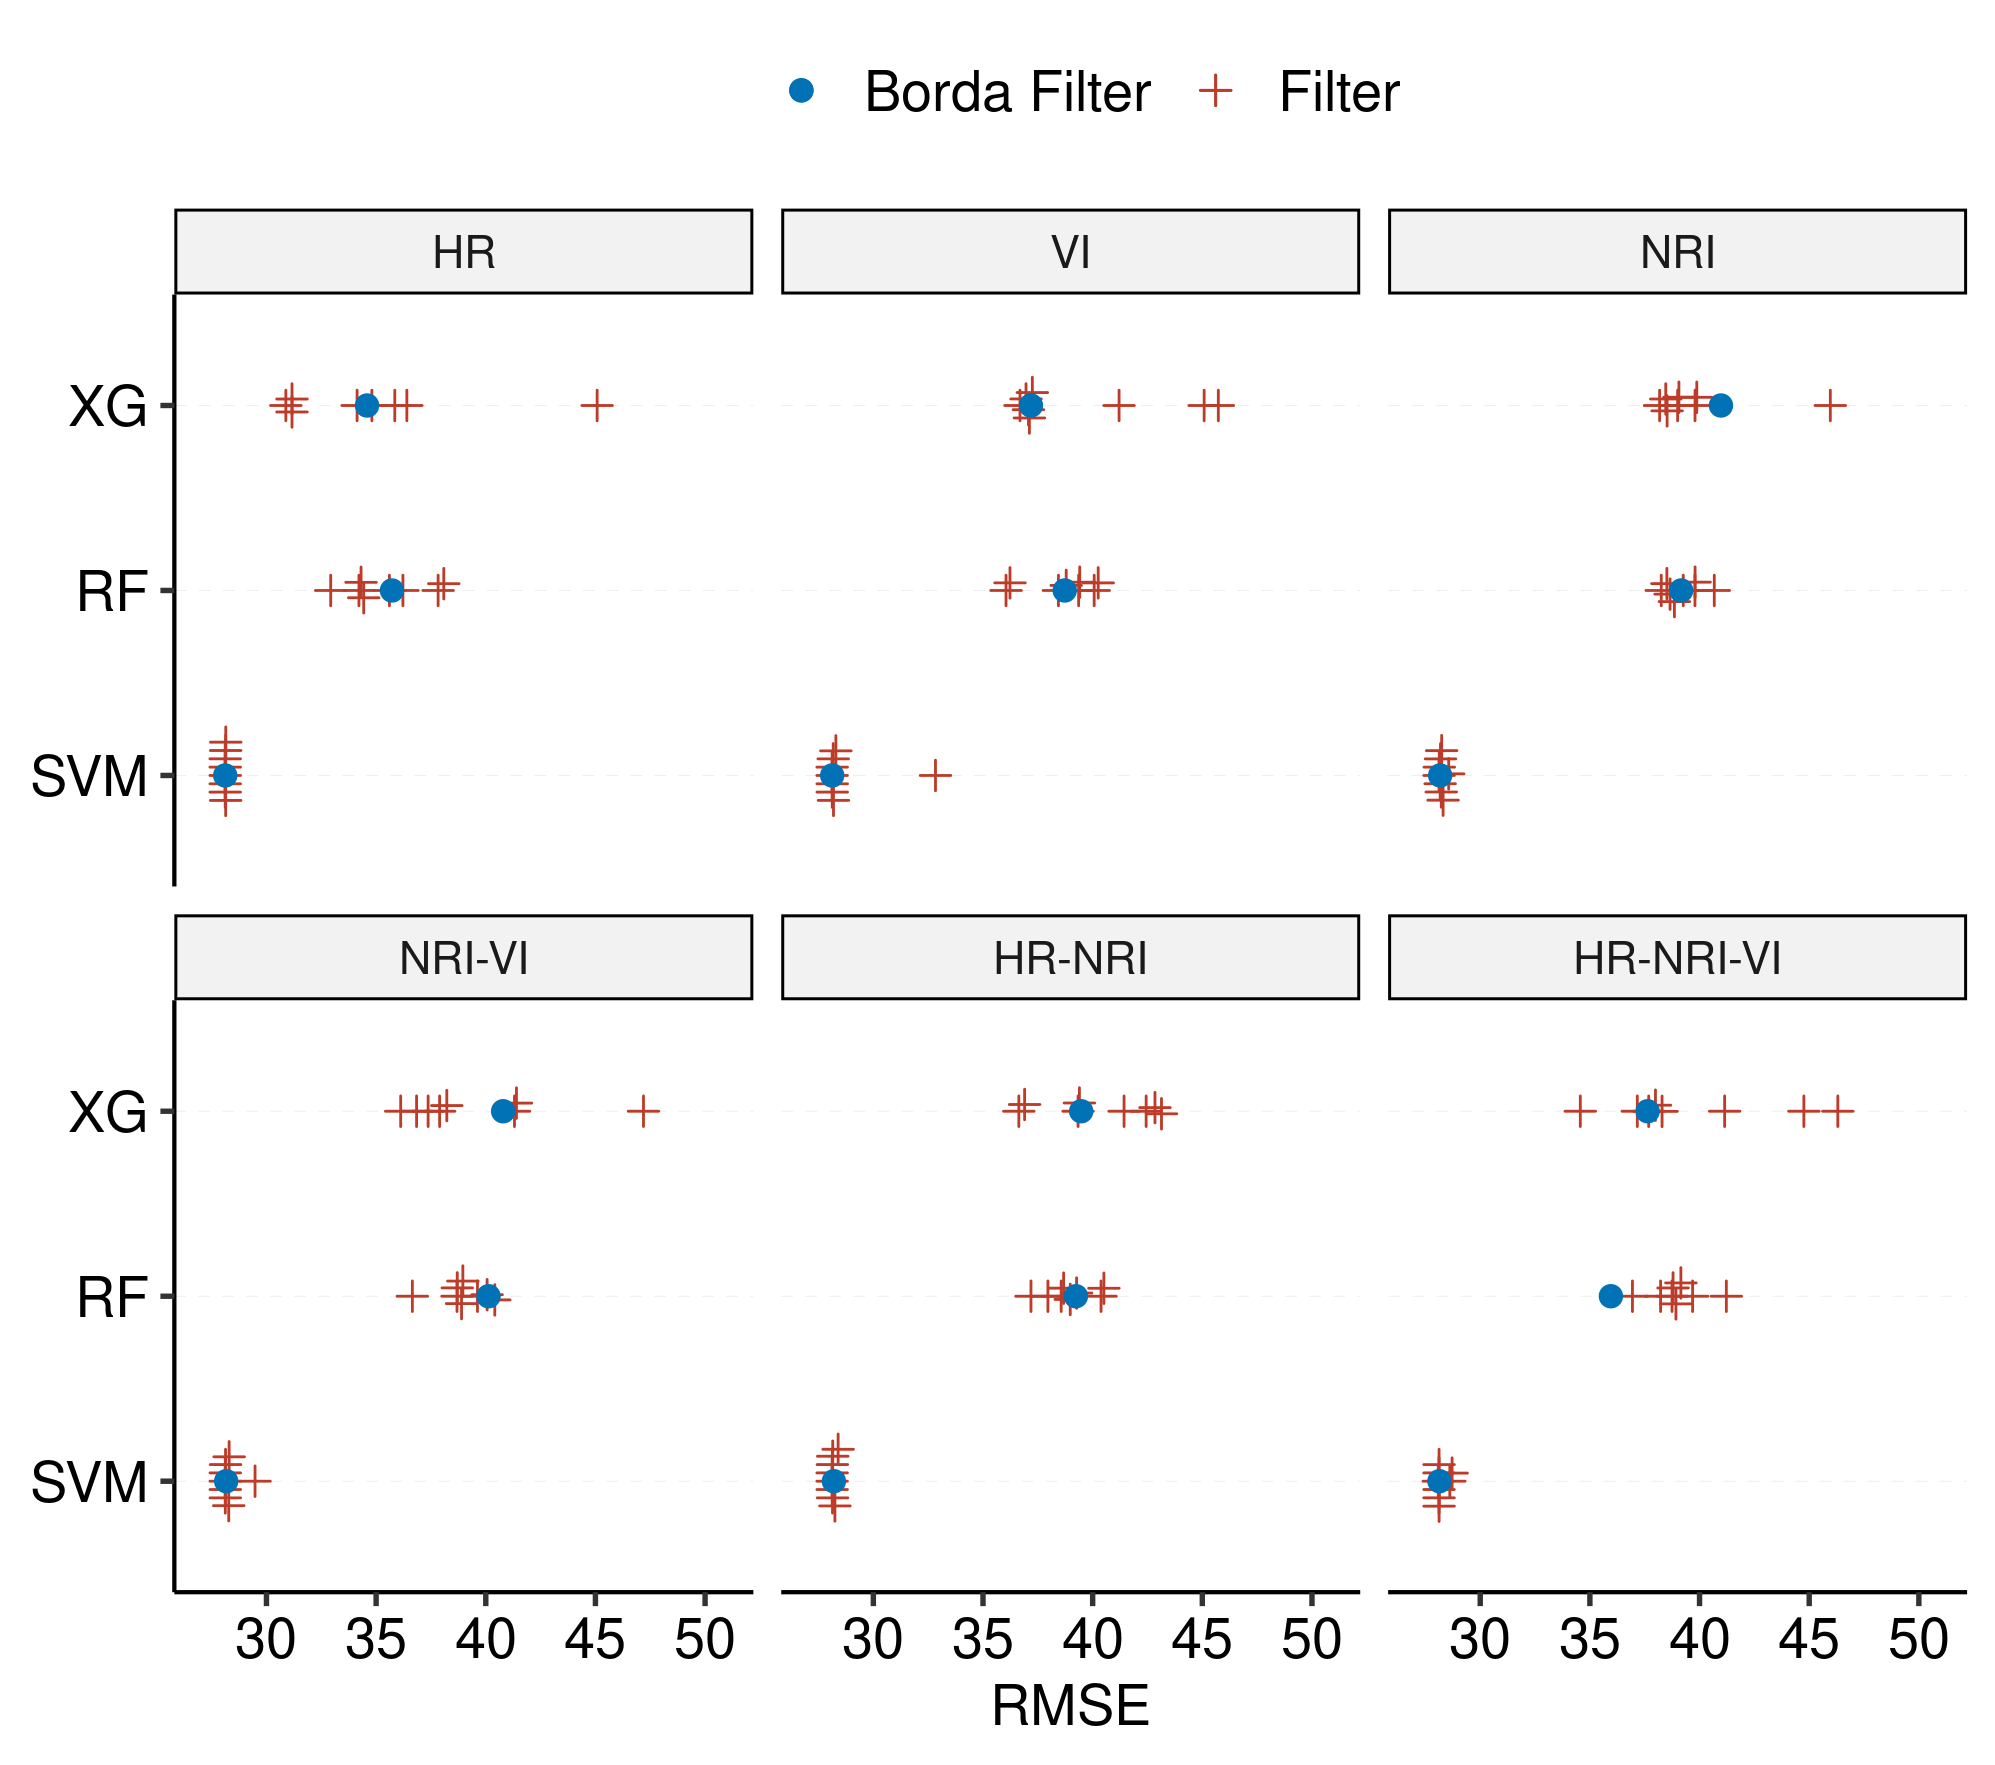 Borda Filter Filter
HR VI NRI
XG
RF
SVM
NRI-VI HR-NRI HR-NRI-VI
XG
RF
SVM
30 35 40 45 50 30 35 40 45 50 30 35 40 45 50
RMSE